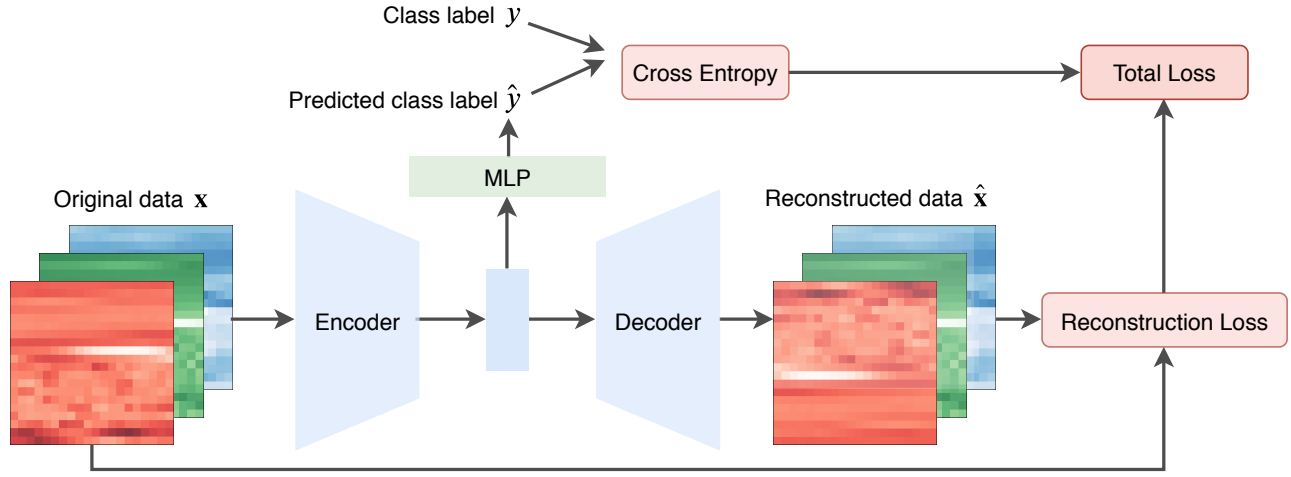 Class label y
Cross Entropy
Total Loss
Predicted class label ŷ
MLP
Original data x
Reconstructed data x̂
Encoder
Decoder
Reconstruction Loss